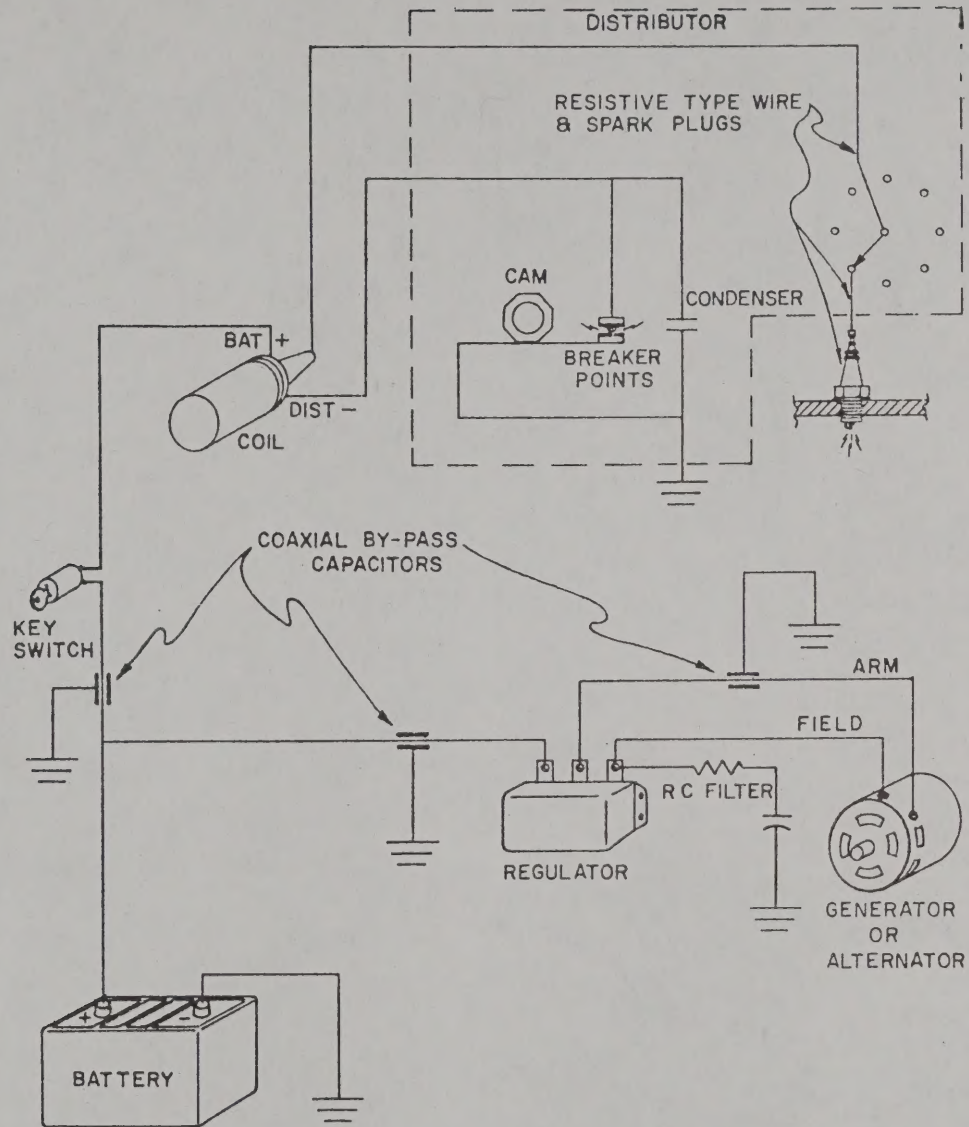 DISTRIBUTOR
RESISTIVE TYPE WIRE
& SPARK PLUGS
CAM
CONDENSER
BREAKER
POINTS
BAT +
DIST -
COIL
COAXIAL BY-PASS
CAPACITORS
KEY
SWITCH
ARM
FIELD
RC FILTER
REGULATOR
GENERATOR
OR
ALTERNATOR
+ -
BATTERY